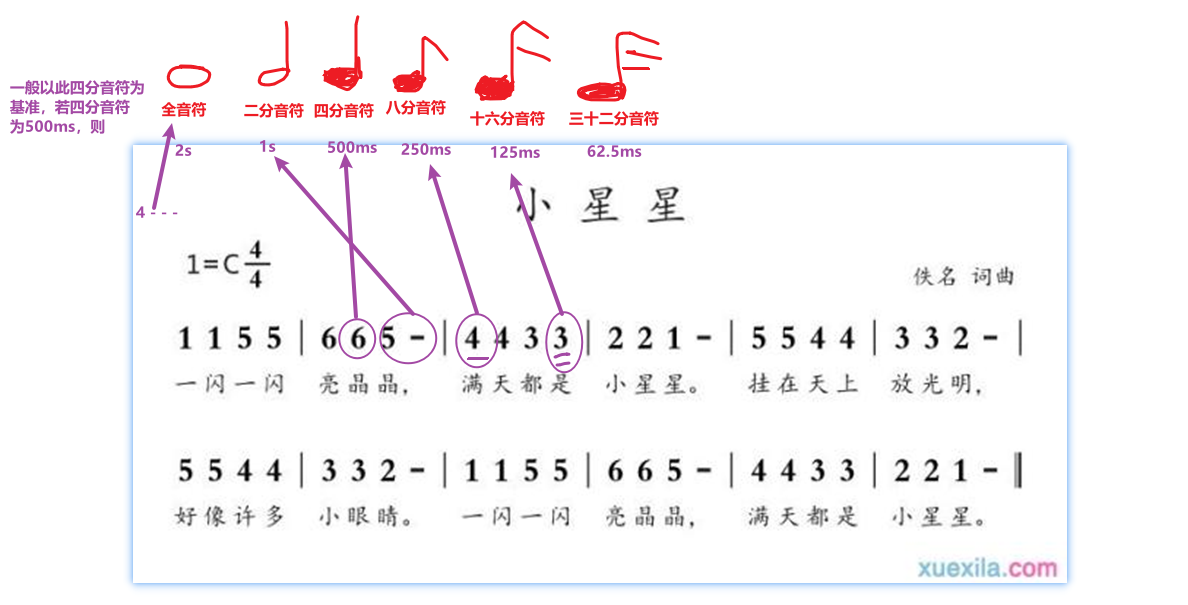 一般以此四分音符为
基准，若四分音符
为500ms，则
全音符 二分音符 四分音符 八分音符 十六分音符 三十二分音符
2s 1s 500ms 250ms 125ms 62.5ms
4 - - -
小 星 星
1=C 4/4
佚名 词曲
1 1 5 5 | 6 6 5 - | 4 4 3 3 | 2 2 1 - | 5 5 4 4 | 3 3 2 - |
一闪一闪 亮晶晶， 满天都是 小星星。 挂在天上 放光明，
5 5 4 4 | 3 3 2 - | 1 1 5 5 | 6 6 5 - | 4 4 3 3 | 2 2 1 - ‖
好像许多 小眼睛。 一闪一闪 亮晶晶， 满天都是 小星星。
xuexila.com